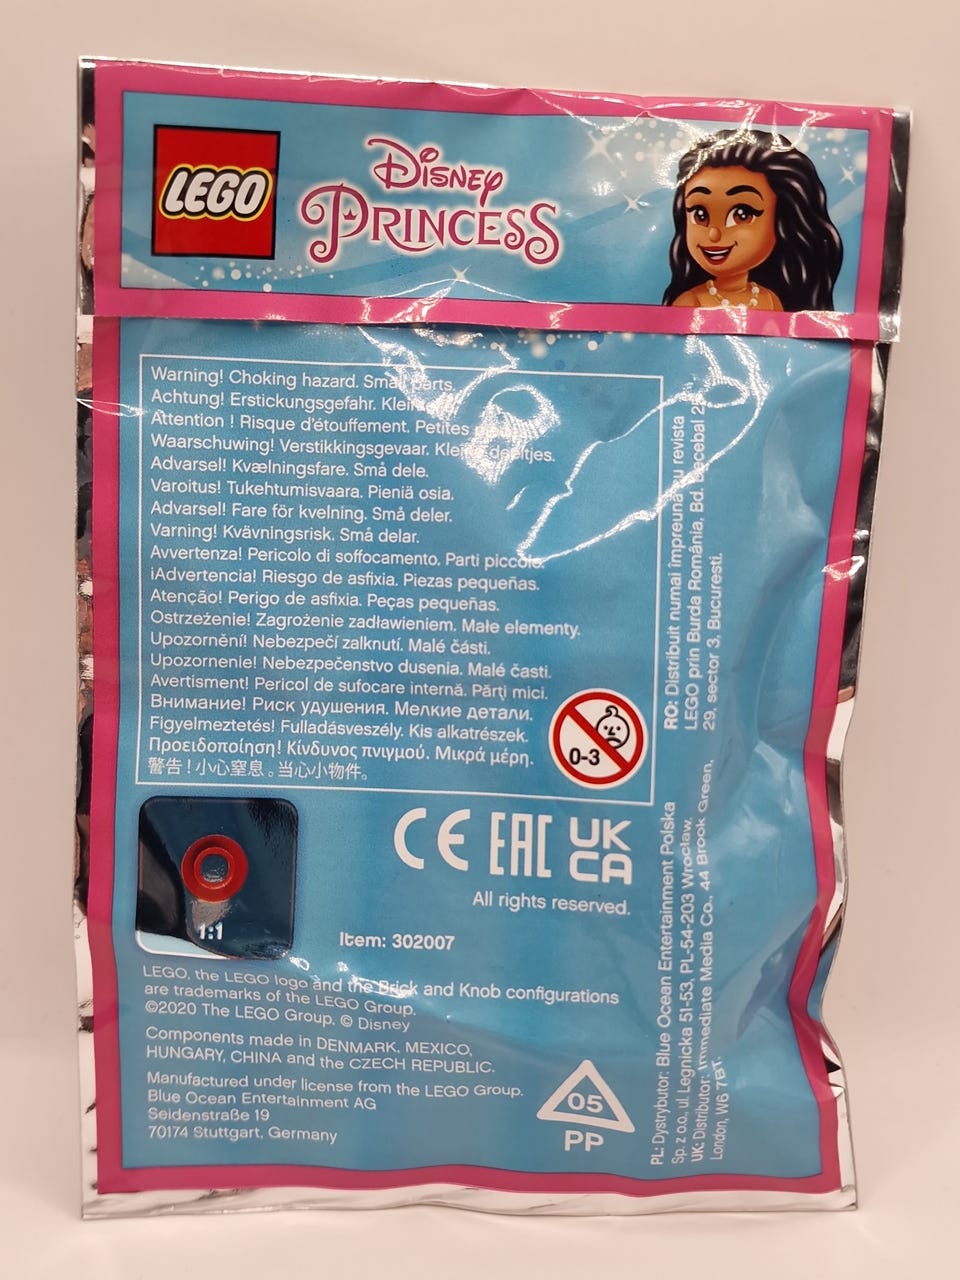 LEGO
Disney
PRINCESS
Warning! Choking hazard. Small parts.
Achtung! Erstickungsgefahr.
Attention ! Risque d'étouffement. Petites
Waarschuwing! Verstikkingsgevaar. Kleine deeltjes.
Advarsel! Kvælningsfare. Små dele.
Varoitus! Tukehtumisvaara. Pieniä osia.
Advarsel! Fare för kvelning. Små deler.
Varning! Kvävningsrisk. Små delar.
Avvertenza! Pericolo di soffocamento. Parti piccole.
¡Advertencia! Riesgo de asfixia. Piezas pequeñas.
Atenção! Perigo de asfixia. Peças pequeñas.
Ostrzeżenie! Zagrożenie zadławieniem. Małe elementy.
Upozornění! Nebezpečí zalknutí. Malé části.
Upozornenie! Nebezpečenstvo dusenia. Malé časti.
Avertisment! Pericol de sufocare internă. Părți mici.
Внимание! Риск удушения. Мелкие детали.
Figyelmeztetés! Fulladásveszély. Kis alkatrészek.
Προειδοποίηση! Κίνδυνος πνιγμού. Μικρά μέρη.
警告！小心窒息。当心小物件。
0-3
1:1
CE EAC UK
CA
All rights reserved.
Item: 302007
LEGO, the LEGO logo and the Brick and Knob configurations
are trademarks of the LEGO Group.
©2020 The LEGO Group. © Disney
Components made in DENMARK, MEXICO,
HUNGARY, CHINA and the CZECH REPUBLIC.
Manufactured under license from the LEGO Group.
Blue Ocean Entertainment AG
Seidenstraße 19
70174 Stuttgart, Germany
05
PP
RO: Distribuit numai împreună cu revista
LEGO prin Burda România, Bd. Decebal
29, sector 3, Bucuresti.
PL: Dystrybutor: Blue Ocean Entertainment Polska
Sp. z o.o., ul. Legnicka 51-53, PL-54-203 Wrocław.
UK: Distributor: Immediate Media Co., 44 Brook Green,
London, W6 7BT.